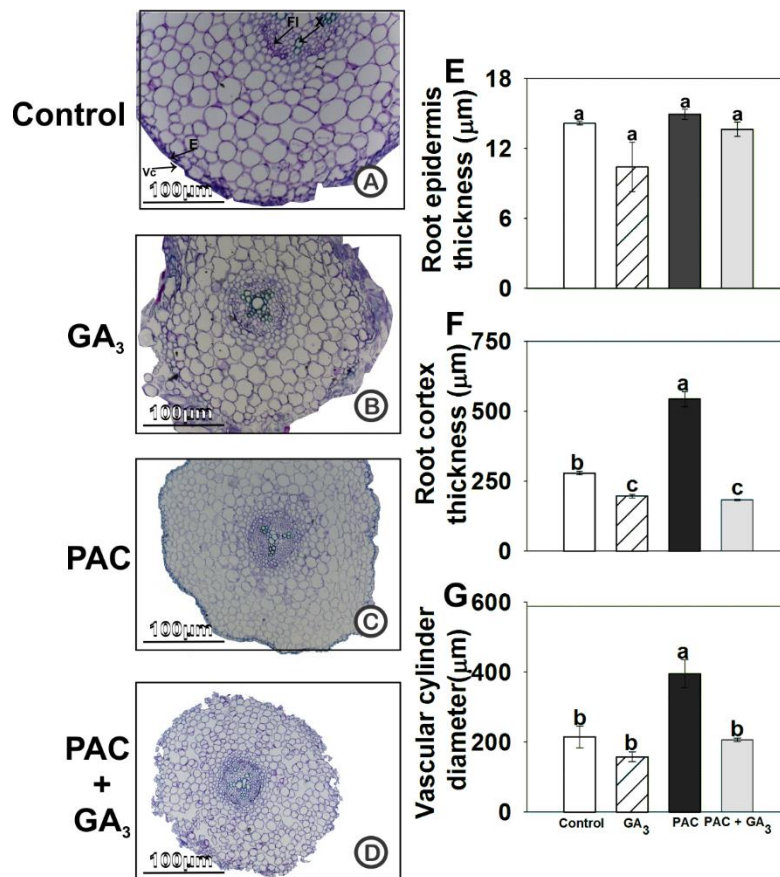 Control
Fl
X
E
Vc
100µm
A
GA3
100µm
B
PAC
100µm
C
PAC
+
GA3
100µm
D
E
Root epidermis
thickness (µm)
18
14
12
6
0
a
a
a
a
F
Root cortex
thickness (µm)
750
500
250
0
b
c
a
c
G
Vascular cylinder
diameter(µm)
600
400
200
0
b
b
a
b
Control
GA3
PAC
PAC + GA3